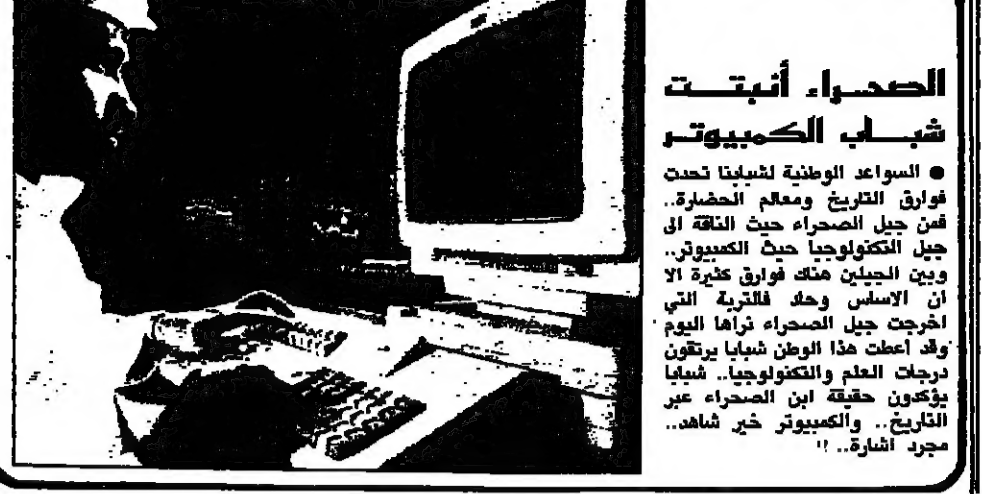 الصحراء أنبتت
شباب الكمبيوتر
● السواعد الوطنية لشبابنا تحدت
فوارق التاريخ ومعالم الحضارة..
فمن جيل الصحراء حيث الناقة الى
جيل التكنولوجيا حيث الكمبيوتر..
وبين الجيلين هناك فوارق كثيرة الا
ان الاساس وحاد فالتربة التي
اخرجت جيل الصحراء نراها اليوم
وقد أعطت هذا الوطن شبابا يرتقون
درجات العلم والتكنولوجيا.. شبابا
يؤكدون حقيقة ابن الصحراء عبر
التاريخ.. والكمبيوتر خير شاهد..
مجرد اشارة.. !!